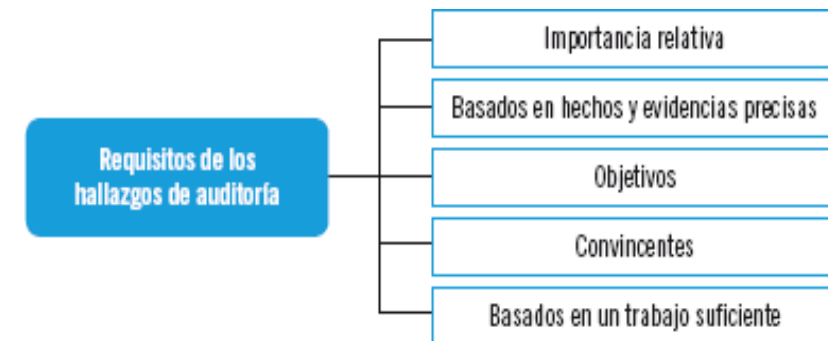 Requisitos de los
hallazgos de auditoría
Importancia relativa
Basados en hechos y evidencias precisas
Objetivos
Convincentes
Basados en un trabajo suficiente